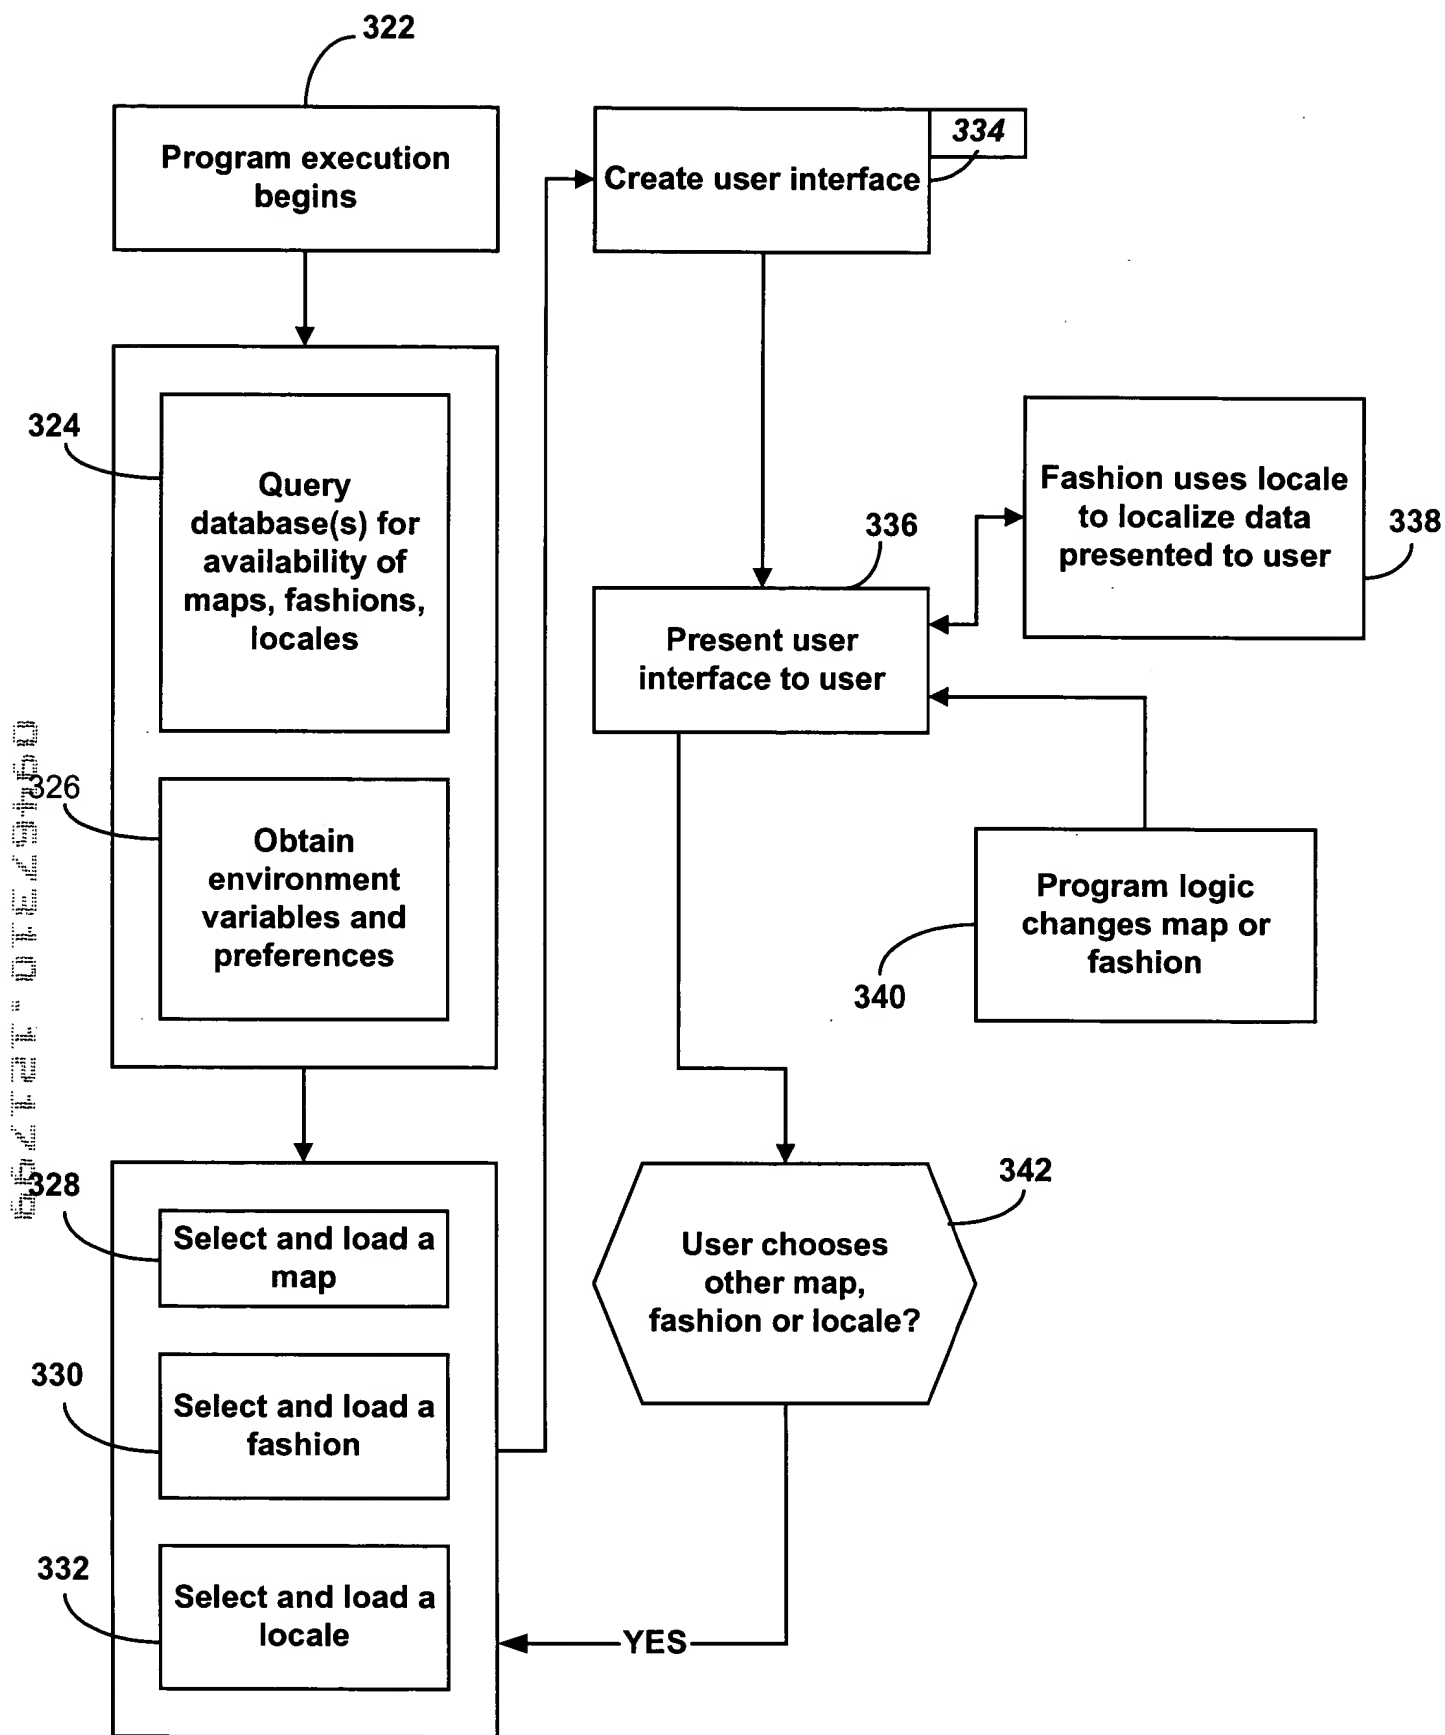 322
Program execution
begins
324
Query
database(s) for
availability of
maps, fashions,
locales
326
Obtain
environment
variables and
preferences
328
Select and load a
map
330
Select and load a
fashion
332
Select and load a
locale
334
Create user interface
336
Present user
interface to user
Fashion uses locale
to localize data
presented to user
338
Program logic
changes map or
fashion
340
342
User chooses
other map,
fashion or locale?
YES